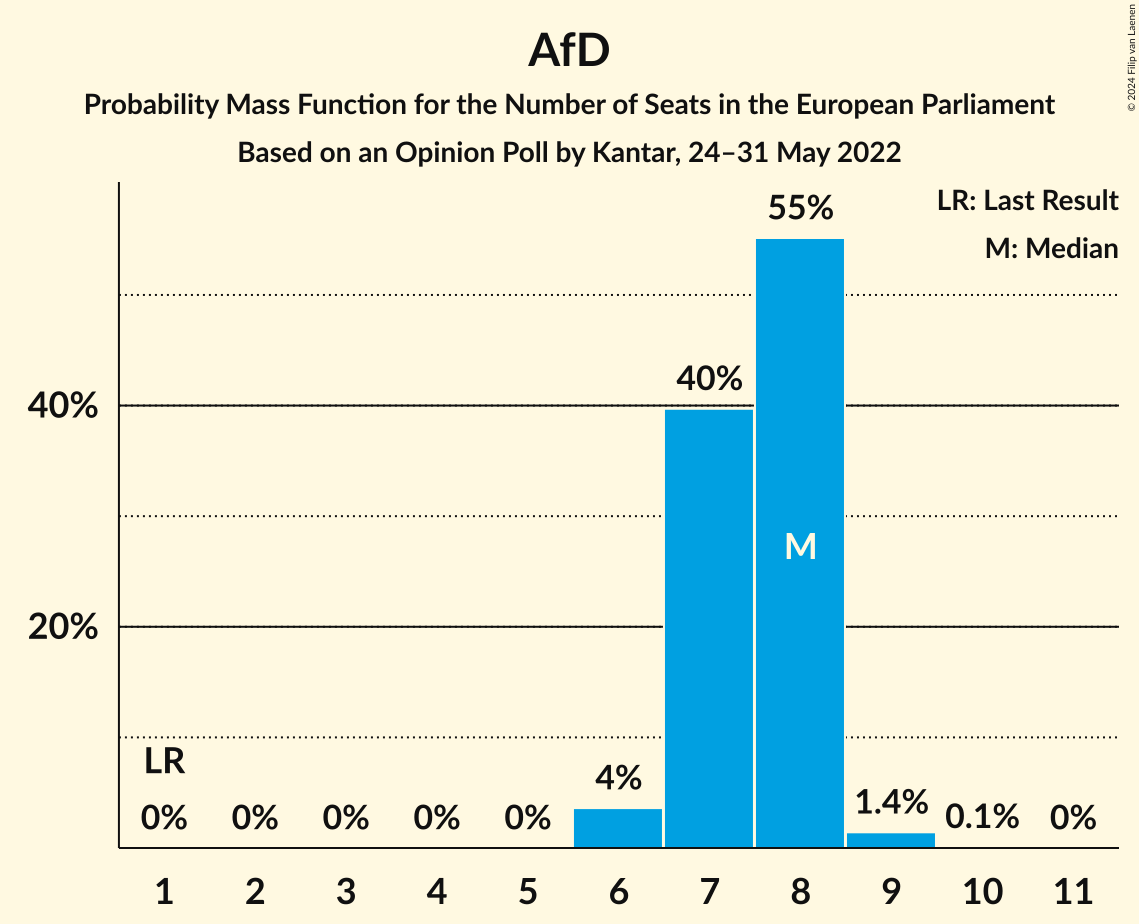 AfD
Probability Mass Function for the Number of Seats in the European Parliament
Based on an Opinion Poll by Kantar, 24–31 May 2022
© 2024 Filip van Laenen
LR: Last Result
M: Median
55%
40%
40%
M
20%
LR
0% 0% 0% 0% 0% 4% 1.4% 0.1% 0%
1 2 3 4 5 6 7 8 9 10 11